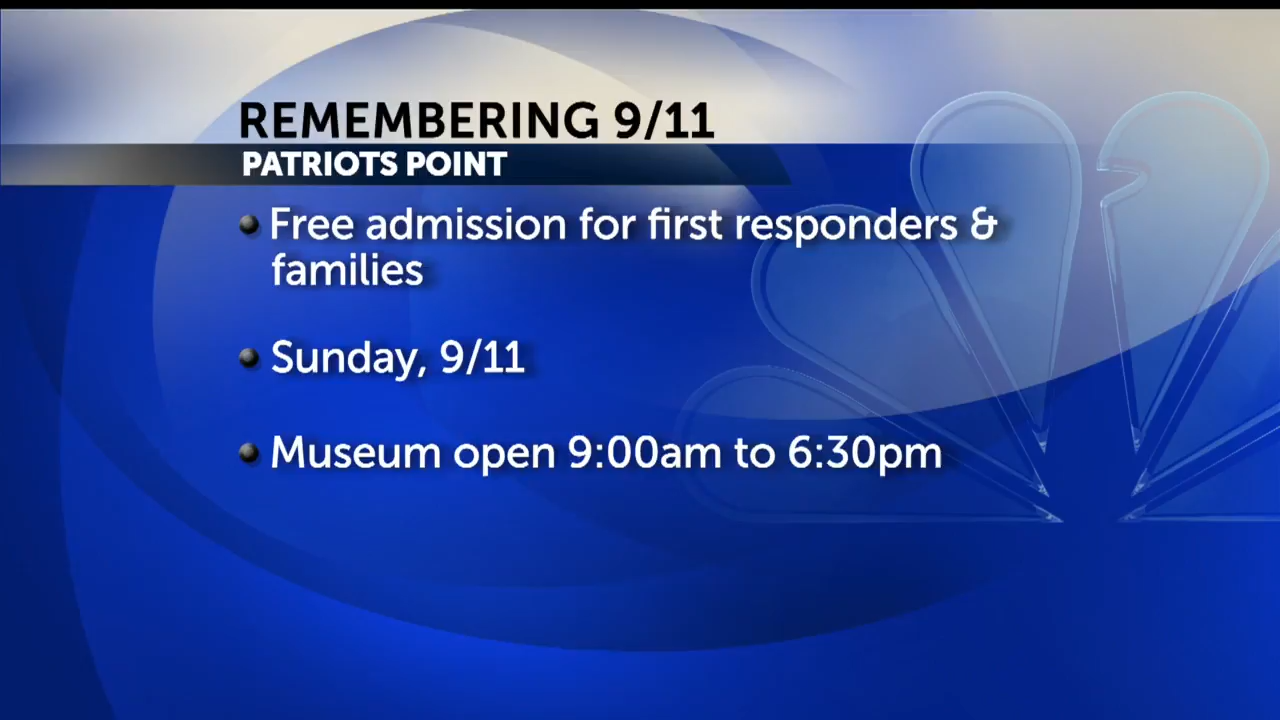 REMEMBERING 9/11
PATRIOTS POINT
Free admission for first responders &
families
Sunday, 9/11
Museum open 9:00am to 6:30pm